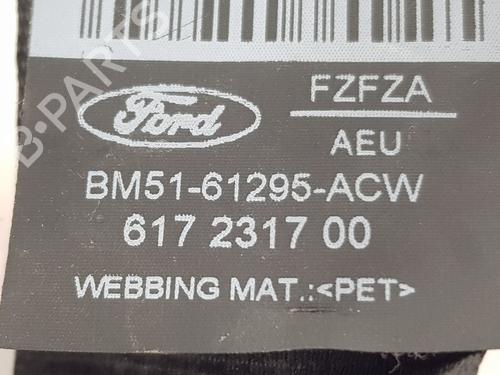 Ford
FZFZA
AEU
BM51-61295-ACW
617 2317 00
WEBBING MAT.:<PET>
B-PARTS